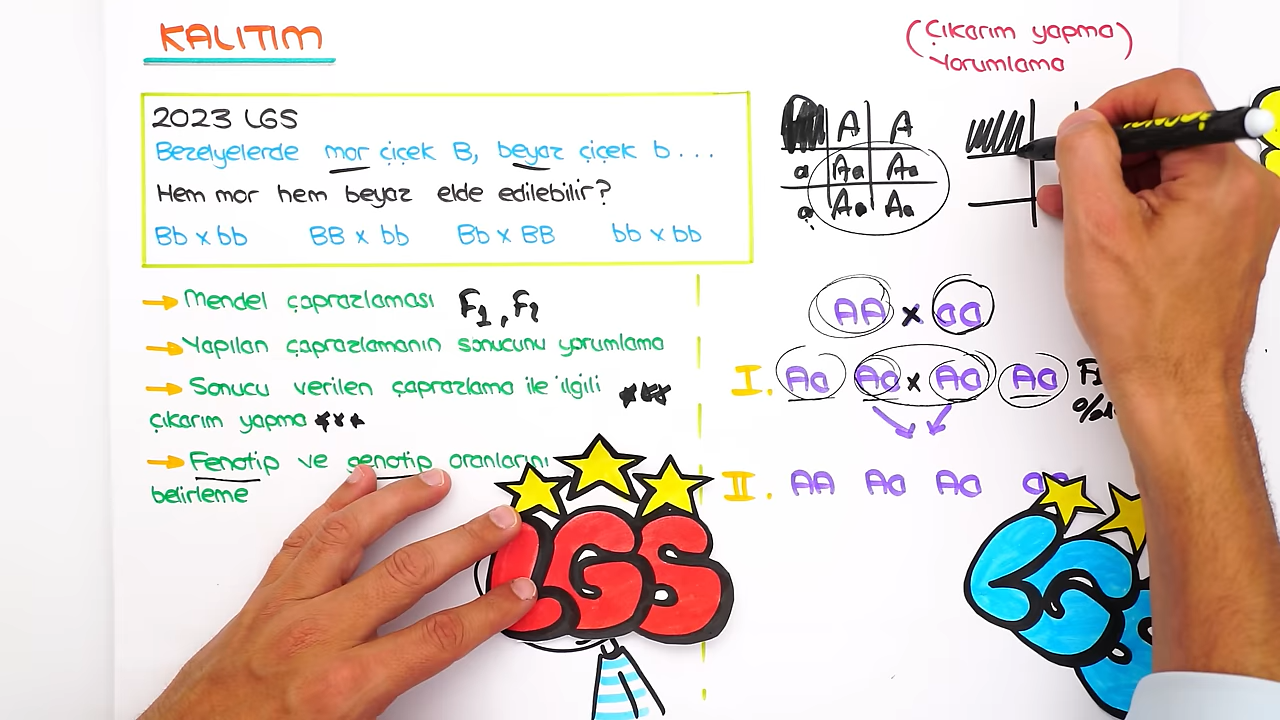 KALITIM
(Çıkarım yapma)
Yorumlama
2023 LGS
Bezelyelerde mor çiçek B, beyaz çiçek b...
Hem mor hem beyaz elde edilebilir?
Bb x bb BB x bb Bb x BB bb x bb
→ Mendel çaprazlaması F1, F2
→ Yapılan çaprazlamanın sonucunu yorumlama
→ Sonucu verilen çaprazlama ile ilgili
çıkarım yapma
→ Fenotip ve genotip oranlarını
belirleme
A A
a Aa Aa
a Aa Aa
AA x aa
I. Aa Aa x Aa Aa
II. AA Aa Aa
LGS